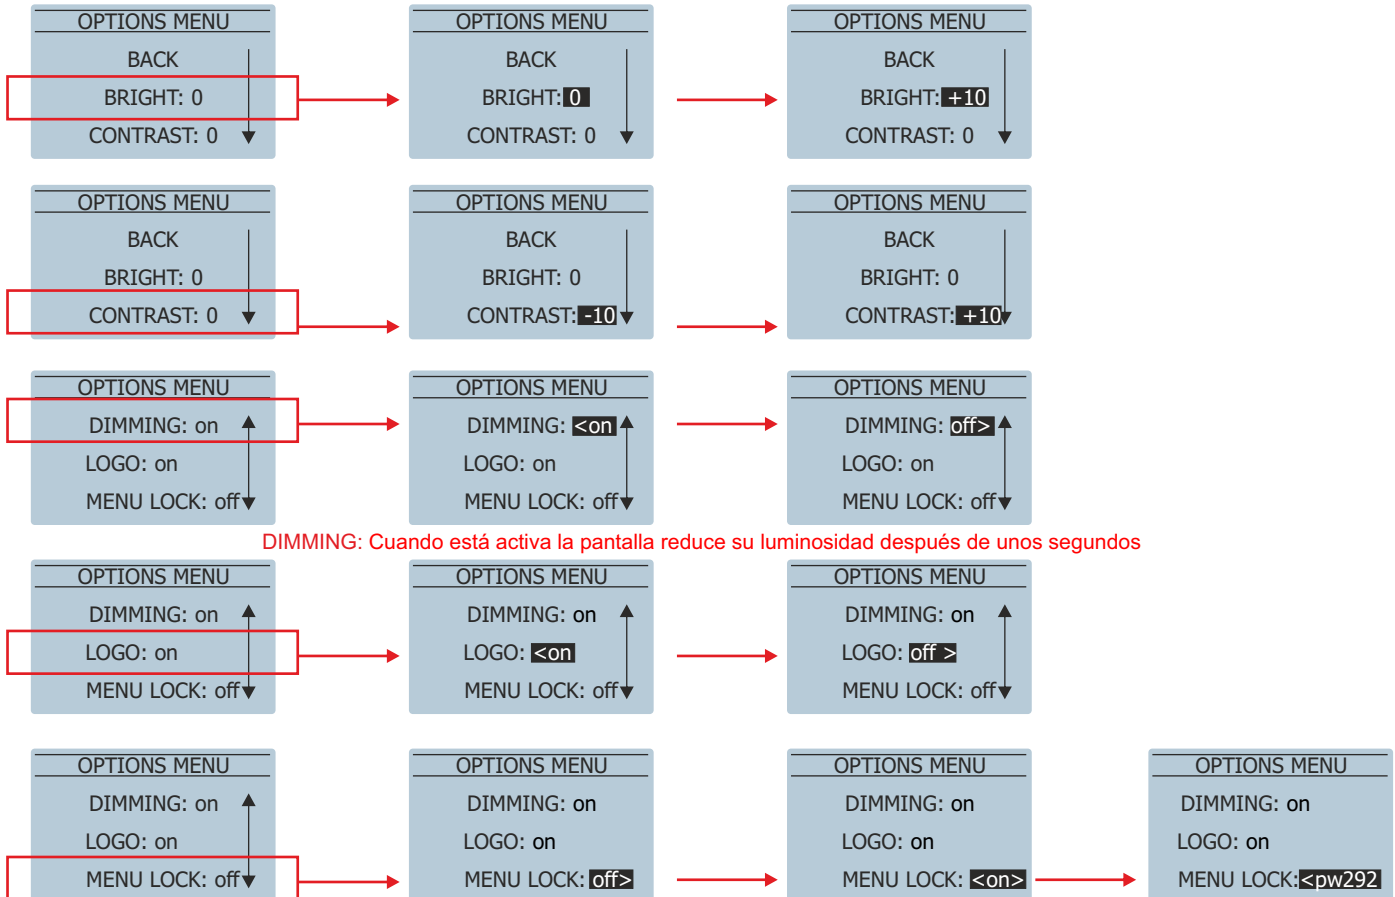 OPTIONS MENU
BACK
BRIGHT: 0
CONTRAST: 0
OPTIONS MENU
BACK
BRIGHT: 0
CONTRAST: 0
OPTIONS MENU
BACK
BRIGHT: +10
CONTRAST: 0
OPTIONS MENU
BACK
BRIGHT: 0
CONTRAST: 0
OPTIONS MENU
BACK
BRIGHT: 0
CONTRAST: -10
OPTIONS MENU
BACK
BRIGHT: 0
CONTRAST: +10
OPTIONS MENU
DIMMING: on
LOGO: on
MENU LOCK: off
OPTIONS MENU
DIMMING: <on
LOGO: on
MENU LOCK: off
OPTIONS MENU
DIMMING: off>
LOGO: on
MENU LOCK: off
DIMMING: Cuando está activa la pantalla reduce su luminosidad después de unos segundos
OPTIONS MENU
DIMMING: on
LOGO: on
MENU LOCK: off
OPTIONS MENU
DIMMING: on
LOGO: <on
MENU LOCK: off
OPTIONS MENU
DIMMING: on
LOGO: off >
MENU LOCK: off
OPTIONS MENU
DIMMING: on
LOGO: on
MENU LOCK: off
OPTIONS MENU
DIMMING: on
LOGO: on
MENU LOCK: off>
OPTIONS MENU
DIMMING: on
LOGO: on
MENU LOCK: <on>
OPTIONS MENU
DIMMING: on
LOGO: on
MENU LOCK:<pw292